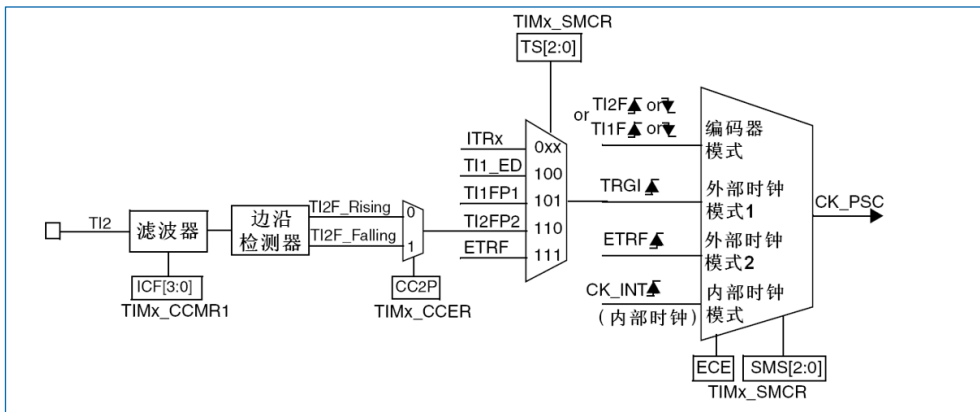 TIMx_SMCR
TS[2:0]
or TI2F or
TI1F or
编码器
模式
ITRx
0xx
TI1_ED
100
TI1FP1
101
TI2FP2
110
ETRF
111
TRGI
外部时钟
模式1
CK_PSC
ETRF
外部时钟
模式2
CK_INT
(内部时钟)
内部时钟
模式
TI2
滤波器
边沿
检测器
TI2F_Rising
0
TI2F_Falling
1
ICF[3:0]
TIMx_CCMR1
CC2P
TIMx_CCER
ECE
SMS[2:0]
TIMx_SMCR